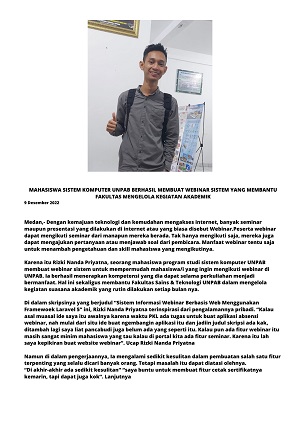 MAHASISWA SISTEM KOMPUTER UNPAB BERHASIL MEMBUAT WEBINAR SISTEM YANG MEMBANTU
FAKULTAS MENGELOLA KEGIATAN AKADEMIK
9 Desember 2022
Medan,- Dengan kemajuan teknologi dan kemudahan mengakses internet, banyak seminar
maupun presentasi yang dilakukan di internet atau yang biasa disebut Webinar.Peserta webinar
dapat mengikuti seminar dari manapun mereka berada. Tak hanya mengikuti saja, mereka juga
dapat mengajukan pertanyaan atau menjawab soal dari pembicara. Manfaat webinar tentu saja
untuk menambah pengetahuan dan skill mahasiswa yang mengikutinya.
Karena itu Rizki Nanda Priyatna, seorang mahasiswa program studi sistem komputer UNPAB
membuat webinar sistem untuk mempermudah mahasiswa/i yang ingin mengikuti webinar di
UNPAB. Ia berhasil menerapkan kompetensi yang dia dapat selama perkuliahan menjadi
bermanfaat. Hal ini sekaligus membantu Fakultas Sains & Teknologi UNPAB dalam mengelola
kegiatan suasana akademik yang rutin dilakukan setiap bulan nya.
Di dalam skripsinya yang berjudul "Sistem Informasi Webinar Berbasis Web Menggunakan
Framework Laravel 5" ini, Rizki Nanda Priyatna terinspirasi dari pengalamannya pribadi. "Kalau
asal muasal ide saya itu awalnya karena waktu PKL ada tugas untuk buat aplikasi absensi
webinar, nah mulai dari situ ide buat ngembangin aplikasi itu dan jadiin judul skripsi ada kak,
ditambah lagi saya liat pancabudi juga belum ada yang seperti itu. Kalau pun ada fitur webinar itu
masih sangat minim mahasiswa yang tau kalau di portal kita ada fitur seminar. Karena itu lah
saya kepikiran buat website webinar". Ucap Rizki Nanda Priyatna
Namun di dalam pengerjaannya, Ia mengalami sedikit kesulitan dalam pembuatan salah satu fitur
terpenting yang selalu dicari banyak orang. Tetapi masalah itu dapat diatasi olehnya.
"Di akhir-akhir ada sedikit kesulitan" "saya buntu untuk membuat fitur cetak sertifikatnya
kemarin, tapi dapat juga kok". Lanjutnya